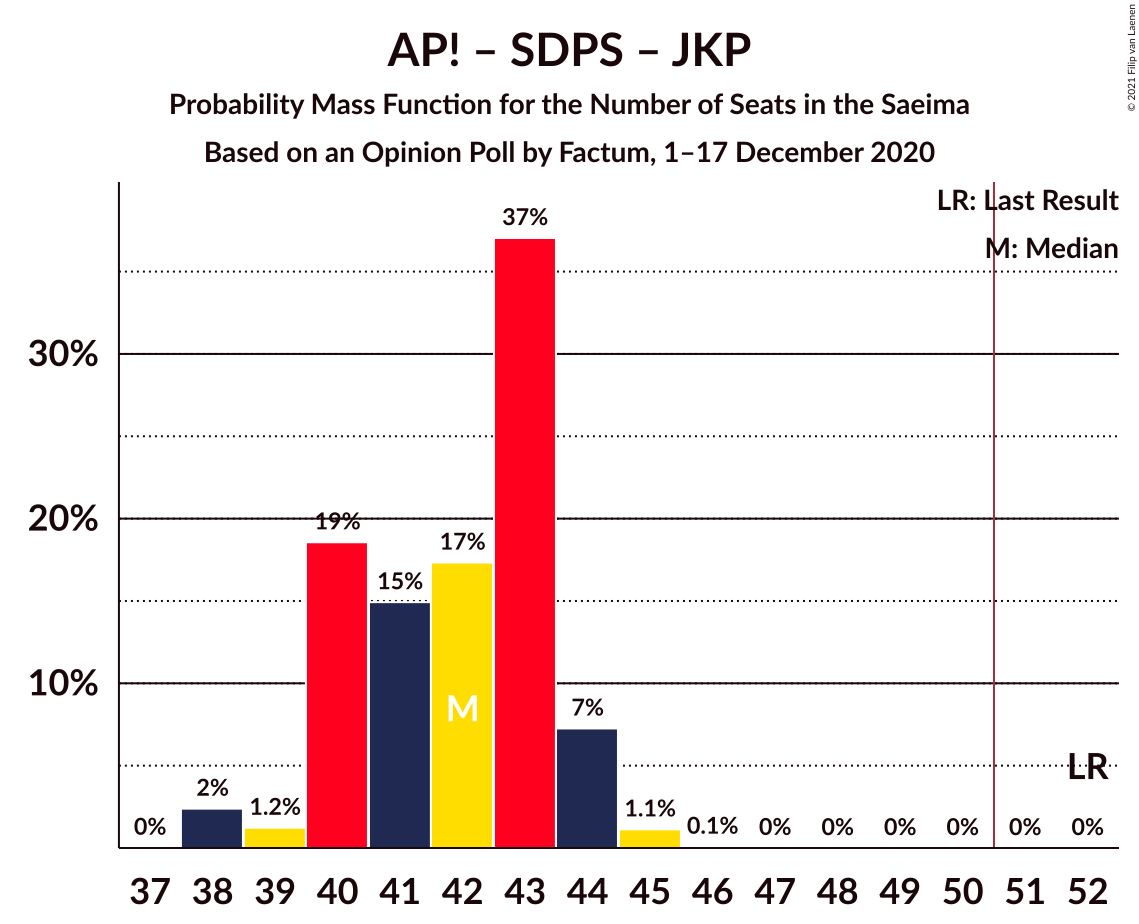 AP! – SDPS – JKP
Probability Mass Function for the Number of Seats in the Saeima
Based on an Opinion Poll by Factum, 1–17 December 2020
© 2021 Filip van Laenen
LR: Last Result
M: Median
37%
30%
20%
19%
17%
15%
10%
M
7%
LR
2%
1.2%
1.1%
0%
0.1%
0%
0%
0%
0%
0%
0%
37 38 39 40 41 42 43 44 45 46 47 48 49 50 51 52